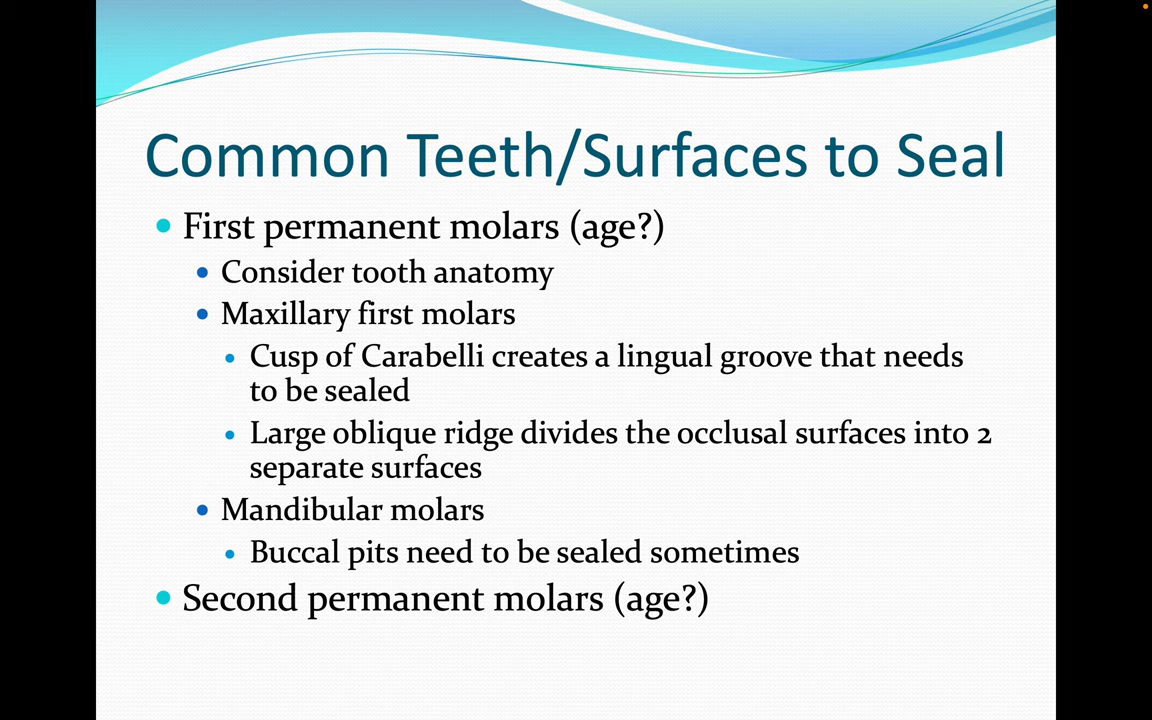 Common Teeth/Surfaces to Seal
• First permanent molars (age?)
• Consider tooth anatomy
• Maxillary first molars
• Cusp of Carabelli creates a lingual groove that needs
to be sealed
• Large oblique ridge divides the occlusal surfaces into 2
separate surfaces
• Mandibular molars
• Buccal pits need to be sealed sometimes
• Second permanent molars (age?)